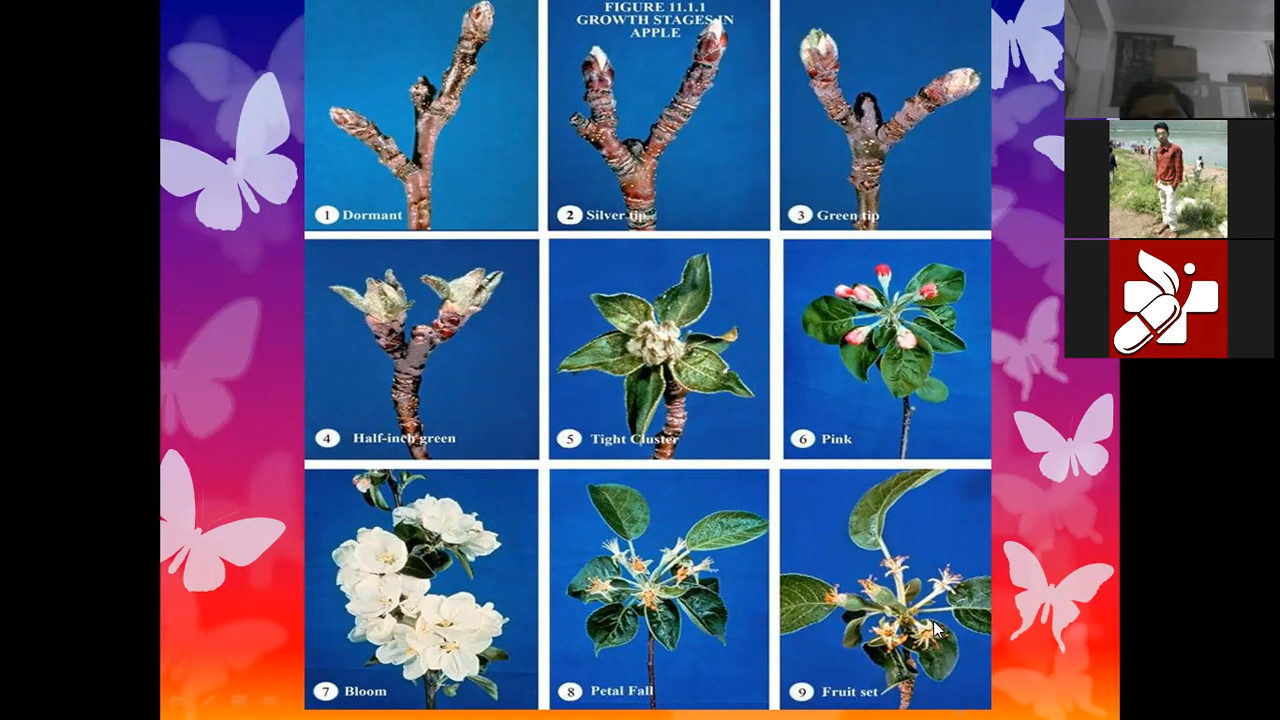 FIGURE 11.1.1
GROWTH STAGES IN
APPLE
1 Dormant
2 Silver tip
3 Green tip
4 Half-inch green
5 Tight Cluster
6 Pink
7 Bloom
8 Petal Fall
9 Fruit set